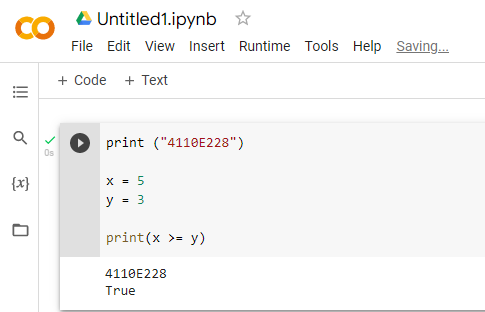 CO
Untitled1.ipynb
File Edit View Insert Runtime Tools Help Saving...
+ Code + Text
{x}
0s
print ("4110E228")
x = 5
y = 3
print(x >= y)
4110E228
True